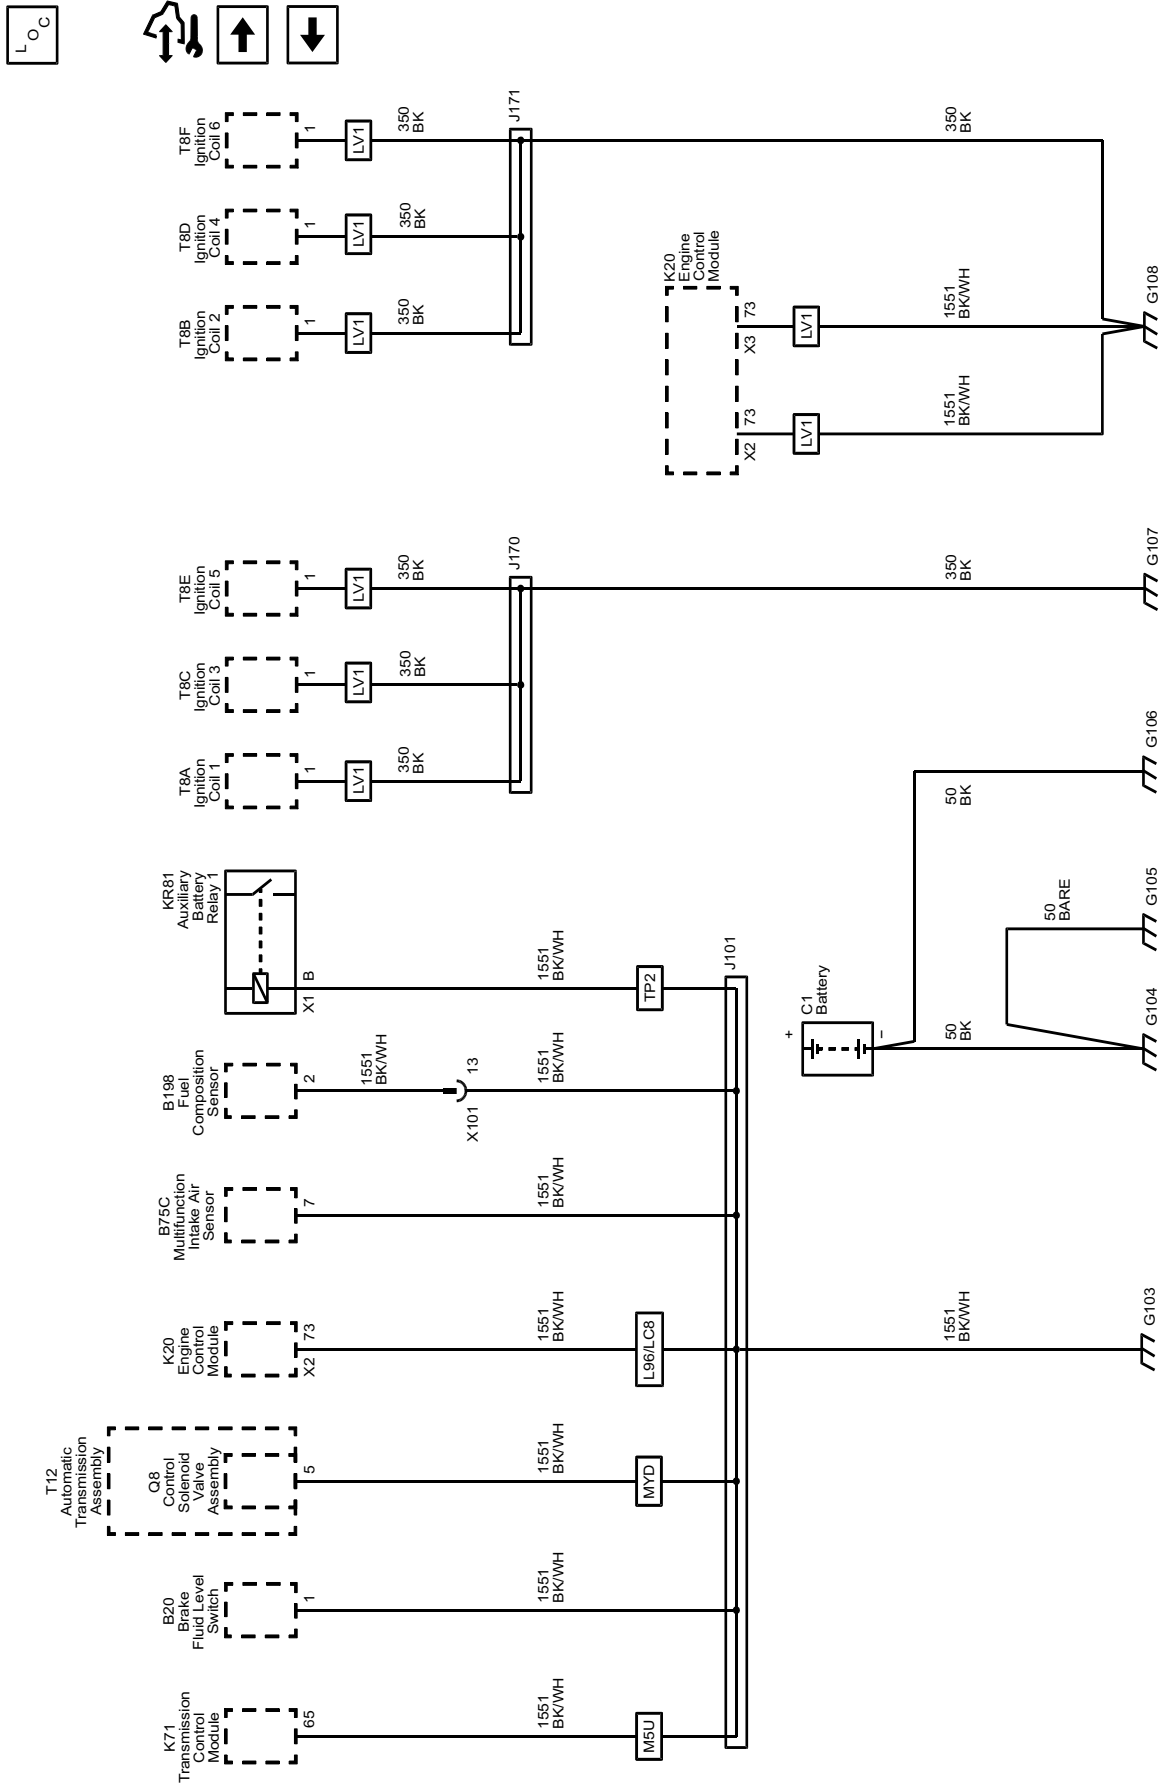 L O C
K71
Transmission
Control
Module
65
1551
BK/WH
M5U
B20
Brake
Fluid Level
Switch
1
1551
BK/WH
T12
Automatic
Transmission
Assembly
Q8
Control
Solenoid
Valve
Assembly
5
1551
BK/WH
MYD
K20
Engine
Control
Module
X2
73
1551
BK/WH
L96/LC8
B75C
Multifunction
Intake Air
Sensor
7
1551
BK/WH
B198
Fuel
Composition
Sensor
2
1551
BK/WH
X101
13
1551
BK/WH
KR81
Auxiliary
Battery
Relay 1
X1
B
1551
BK/WH
TP2
J101
1551
BK/WH
G103
C1
Battery
+
−
50
BK
G104
50
BARE
G105
50
BK
G106
T8A
Ignition
Coil 1
1
LV1
350
BK
T8C
Ignition
Coil 3
1
LV1
350
BK
T8E
Ignition
Coil 5
1
LV1
350
BK
J170
350
BK
G107
T8B
Ignition
Coil 2
1
LV1
350
BK
T8D
Ignition
Coil 4
1
LV1
350
BK
T8F
Ignition
Coil 6
1
LV1
350
BK
J171
350
BK
K20
Engine
Control
Module
X2
73
LV1
1551
BK/WH
X3
73
LV1
1551
BK/WH
G108